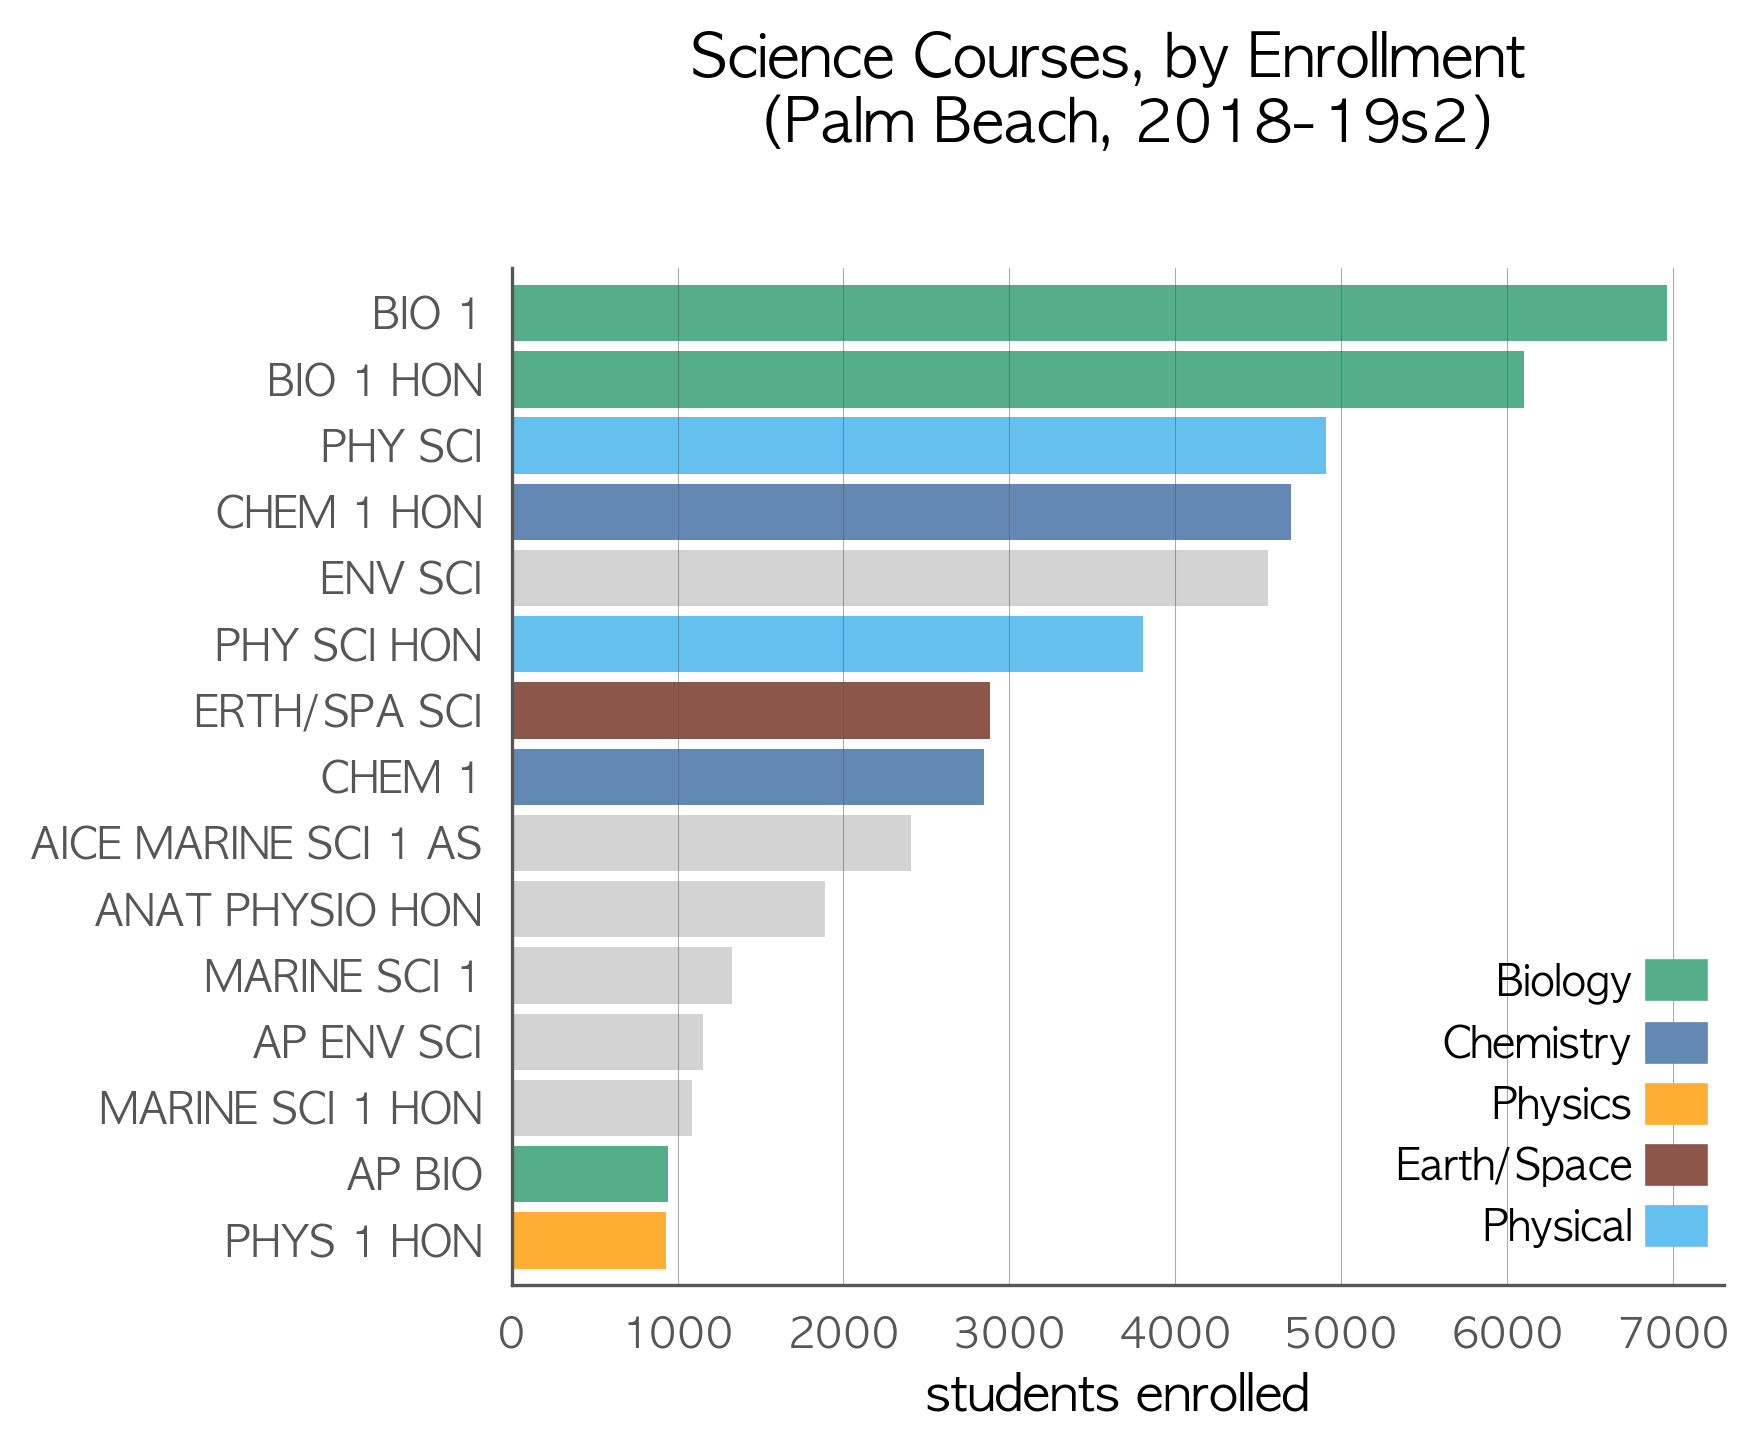 Science Courses, by Enrollment
(Palm Beach, 2018-19s2)
BIO 1
BIO 1 HON
PHY SCI
CHEM 1 HON
ENV SCI
PHY SCI HON
ERTH/SPA SCI
CHEM 1
AICE MARINE SCI 1 AS
ANAT PHYSIO HON
MARINE SCI 1
AP ENV SCI
MARINE SCI 1 HON
AP BIO
PHYS 1 HON
Biology
Chemistry
Physics
Earth/Space
Physical
0 1000 2000 3000 4000 5000 6000 7000
students enrolled